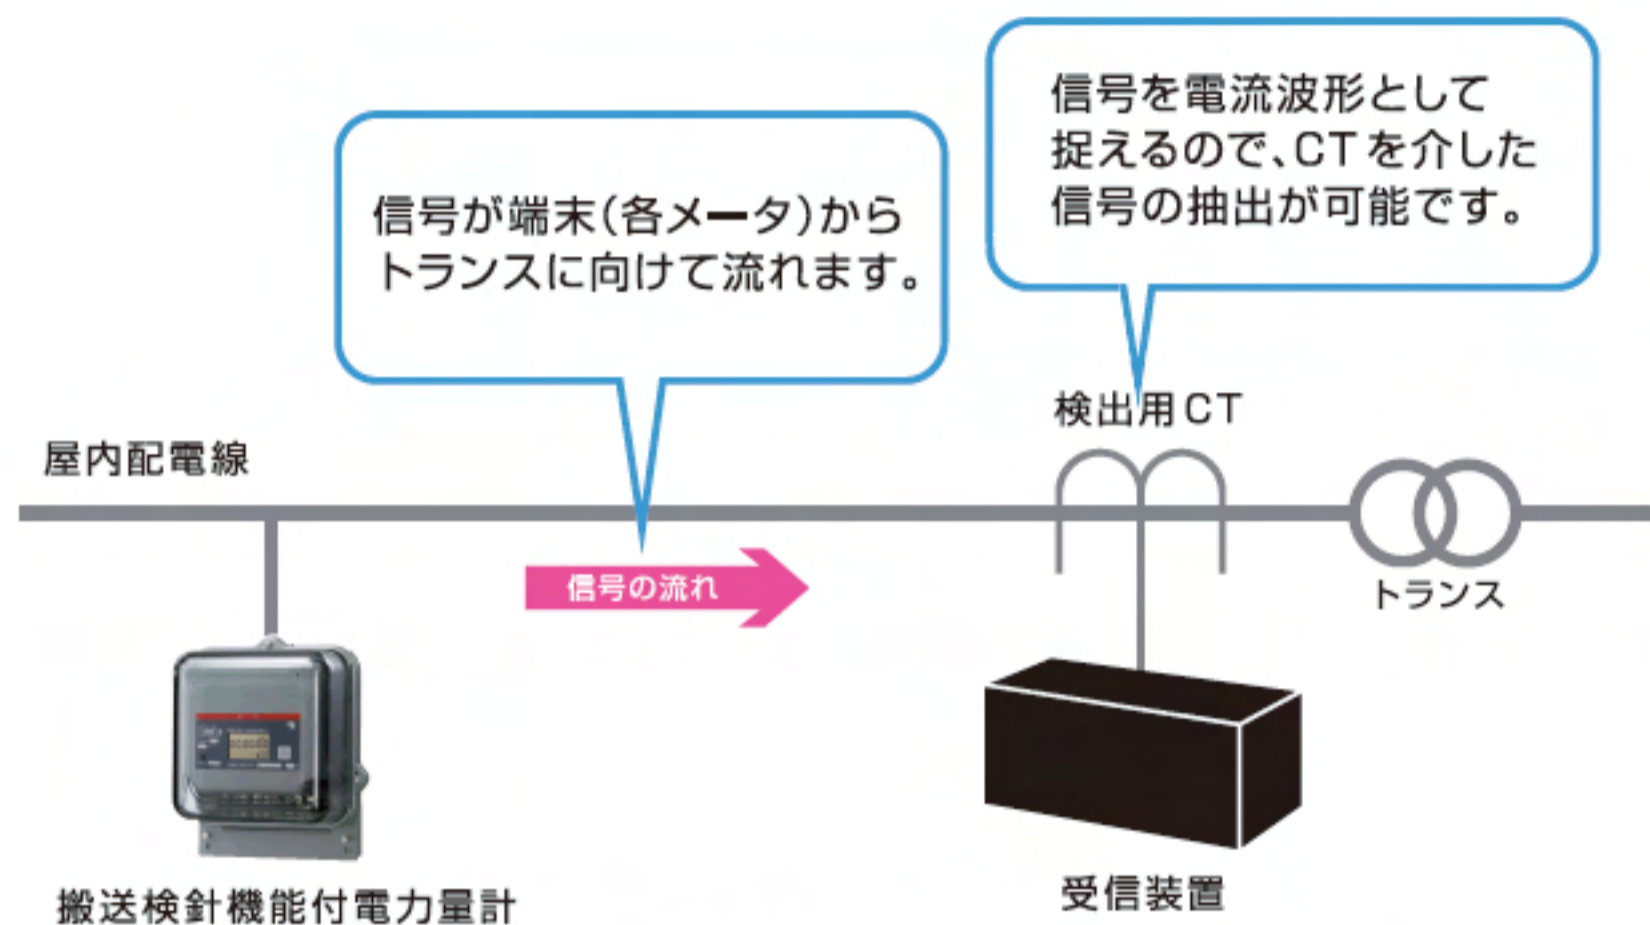 信号を電流波形として
捉えるので、CTを介した
信号の抽出が可能です。
信号が端末(各メータ)から
トランスに向けて流れます。
検出用CT
屋内配電線
信号の流れ
トランス
搬送検針機能付電力量計
受信装置